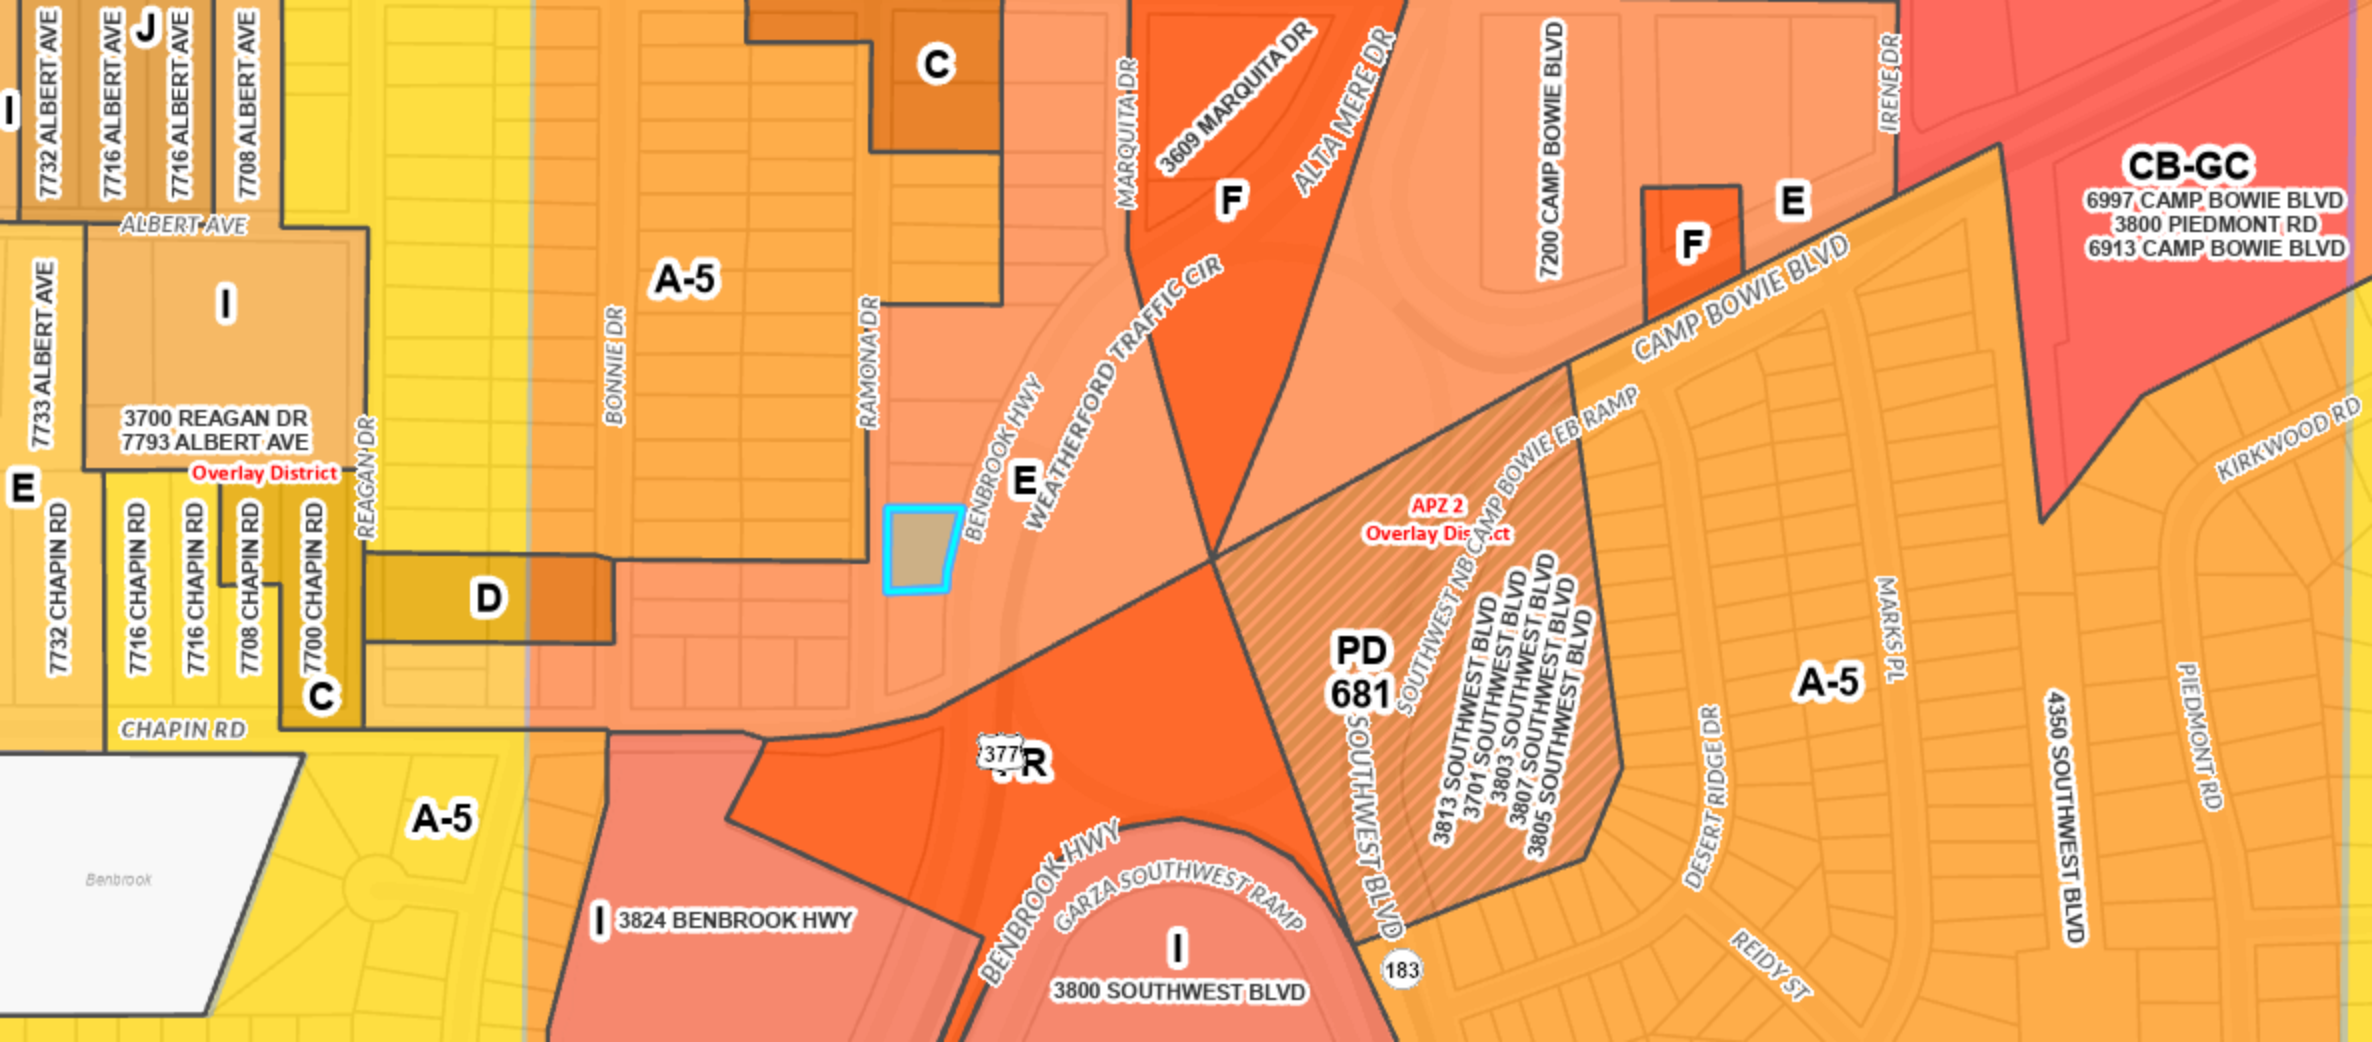 J
I
7732 ALBERT AVE
7716 ALBERT AVE
7716 ALBERT AVE
7708 ALBERT AVE
ALBERT AVE
7733 ALBERT AVE
I
3700 REAGAN DR
7793 ALBERT AVE
Overlay District
REAGAN DR
E
7732 CHAPIN RD
7716 CHAPIN RD
7716 CHAPIN RD
7708 CHAPIN RD
7700 CHAPIN RD
C
CHAPIN RD
D
A-5
Benbrook
A-5
BONNIE DR
RAMONA DR
C
MARQUITA DR
3609 MARQUITA DR
F
ALTA MERE DR
WEATHERFORD TRAFFIC CIR
BENBROOK HWY
E
7200 CAMP BOWIE BLVD
IRENE DR
F
E
CAMP BOWIE BLVD
CB-GC
6997 CAMP BOWIE BLVD
3800 PIEDMONT RD
6913 CAMP BOWIE BLVD
KIRKWOOD RD
APZ 2
Overlay District
SOUTHWEST NB CAMP BOWIE EB RAMP
PD
681
3813 SOUTHWEST BLVD
3701 SOUTHWEST BLVD
3803 SOUTHWEST BLVD
3807 SOUTHWEST BLVD
3805 SOUTHWEST BLVD
SOUTHWEST BLVD
A-5
MARKS PL
DESERT RIDGE DR
REIDY ST
4350 SOUTHWEST BLVD
PIEDMONT RD
377
R
I
3824 BENBROOK HWY
BENBROOK HWY
GARZA SOUTHWEST RAMP
I
3800 SOUTHWEST BLVD
183